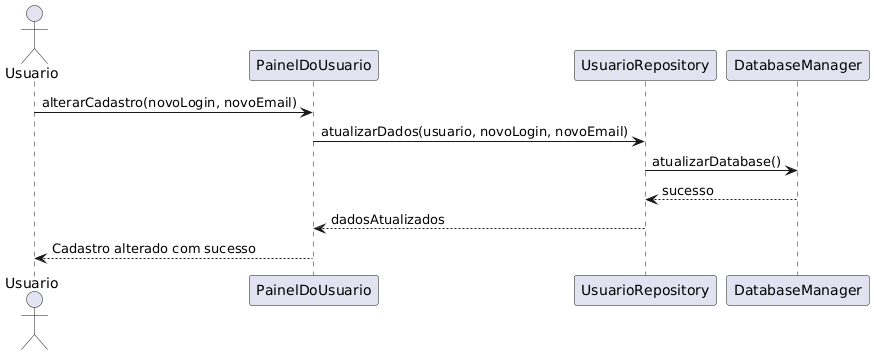 Usuario
PainelDoUsuario
UsuarioRepository
DatabaseManager
alterarCadastro(novoLogin, novoEmail)
atualizarDados(usuario, novoLogin, novoEmail)
atualizarDatabase()
sucesso
dadosAtualizados
Cadastro alterado com sucesso
Usuario
PainelDoUsuario
UsuarioRepository
DatabaseManager